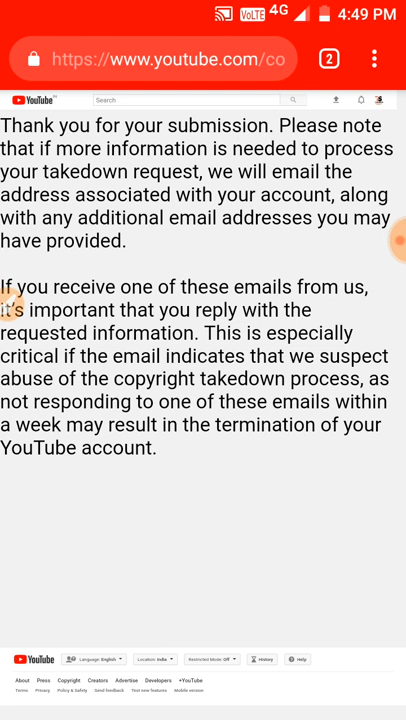 VoLTE 4G 4:49 PM
https://www.youtube.com/co 2
YouTube IN Search
Thank you for your submission. Please note
that if more information is needed to process
your takedown request, we will email the
address associated with your account, along
with any additional email addresses you may
have provided.
If you receive one of these emails from us,
it's important that you reply with the
requested information. This is especially
critical if the email indicates that we suspect
abuse of the copyright takedown process, as
not responding to one of these emails within
a week may result in the termination of your
YouTube account.
YouTube Language: English Location: India Restricted Mode: Off History Help
About Press Copyright Creators Advertise Developers +YouTube
Terms Privacy Policy & Safety Send feedback Test new features Mobile version